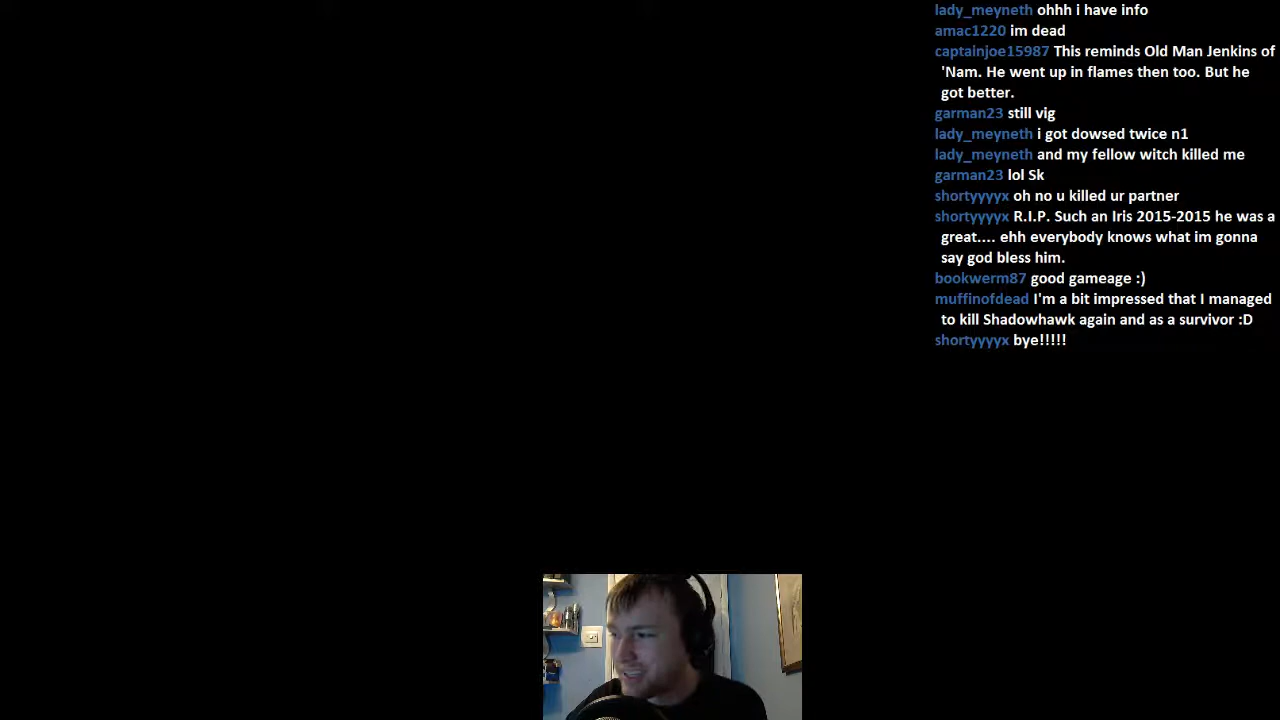 lady_meyneth ohhh i have info
amac1220 im dead
captainjoe15987 This reminds Old Man Jenkins of
'Nam. He went up in flames then too. But he
got better.
garman23 still vig
lady_meyneth i got dowsed twice n1
lady_meyneth and my fellow witch killed me
garman23 lol Sk
shortyyyyx oh no u killed ur partner
shortyyyyx R.I.P. Such an Iris 2015-2015 he was a
great.... ehh everybody knows what im gonna
say god bless him.
bookwerm87 good gameage :)
muffinofdead I'm a bit impressed that I managed
to kill Shadowhawk again and as a survivor :D
shortyyyyx bye!!!!!